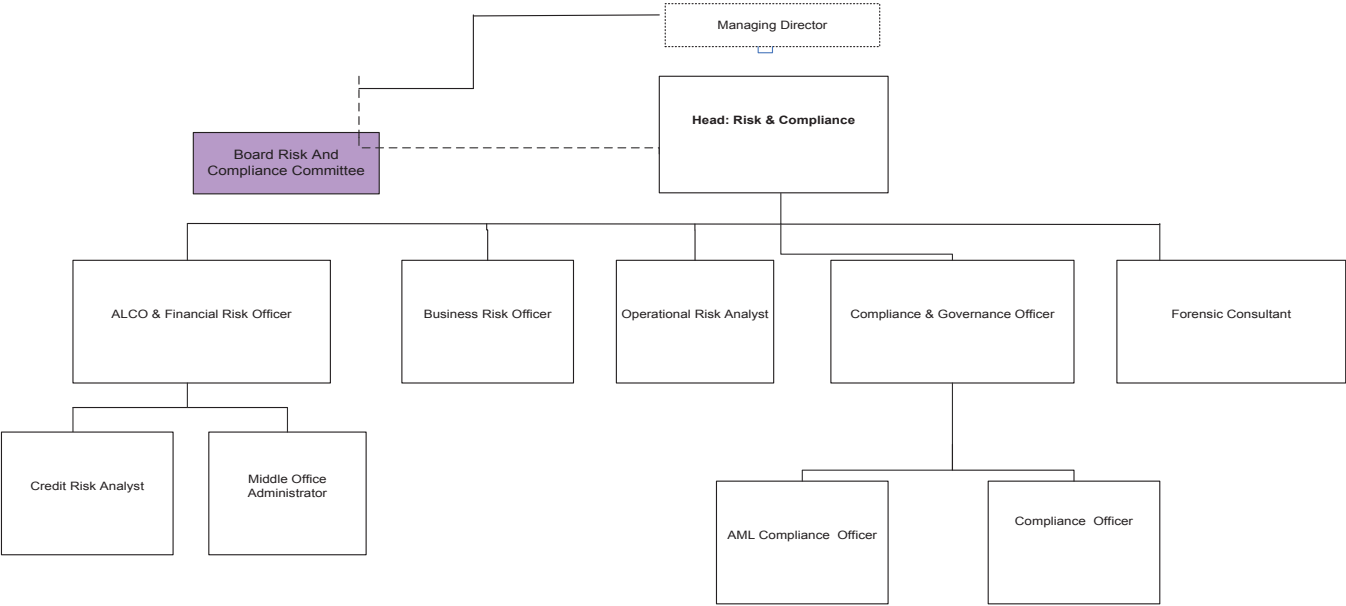 Managing Director
Head: Risk & Compliance
Board Risk And
Compliance Committee
ALCO & Financial Risk Officer
Business Risk Officer
Operational Risk Analyst
Compliance & Governance Officer
Forensic Consultant
Credit Risk Analyst
Middle Office
Administrator
AML Compliance  Officer
Compliance  Officer